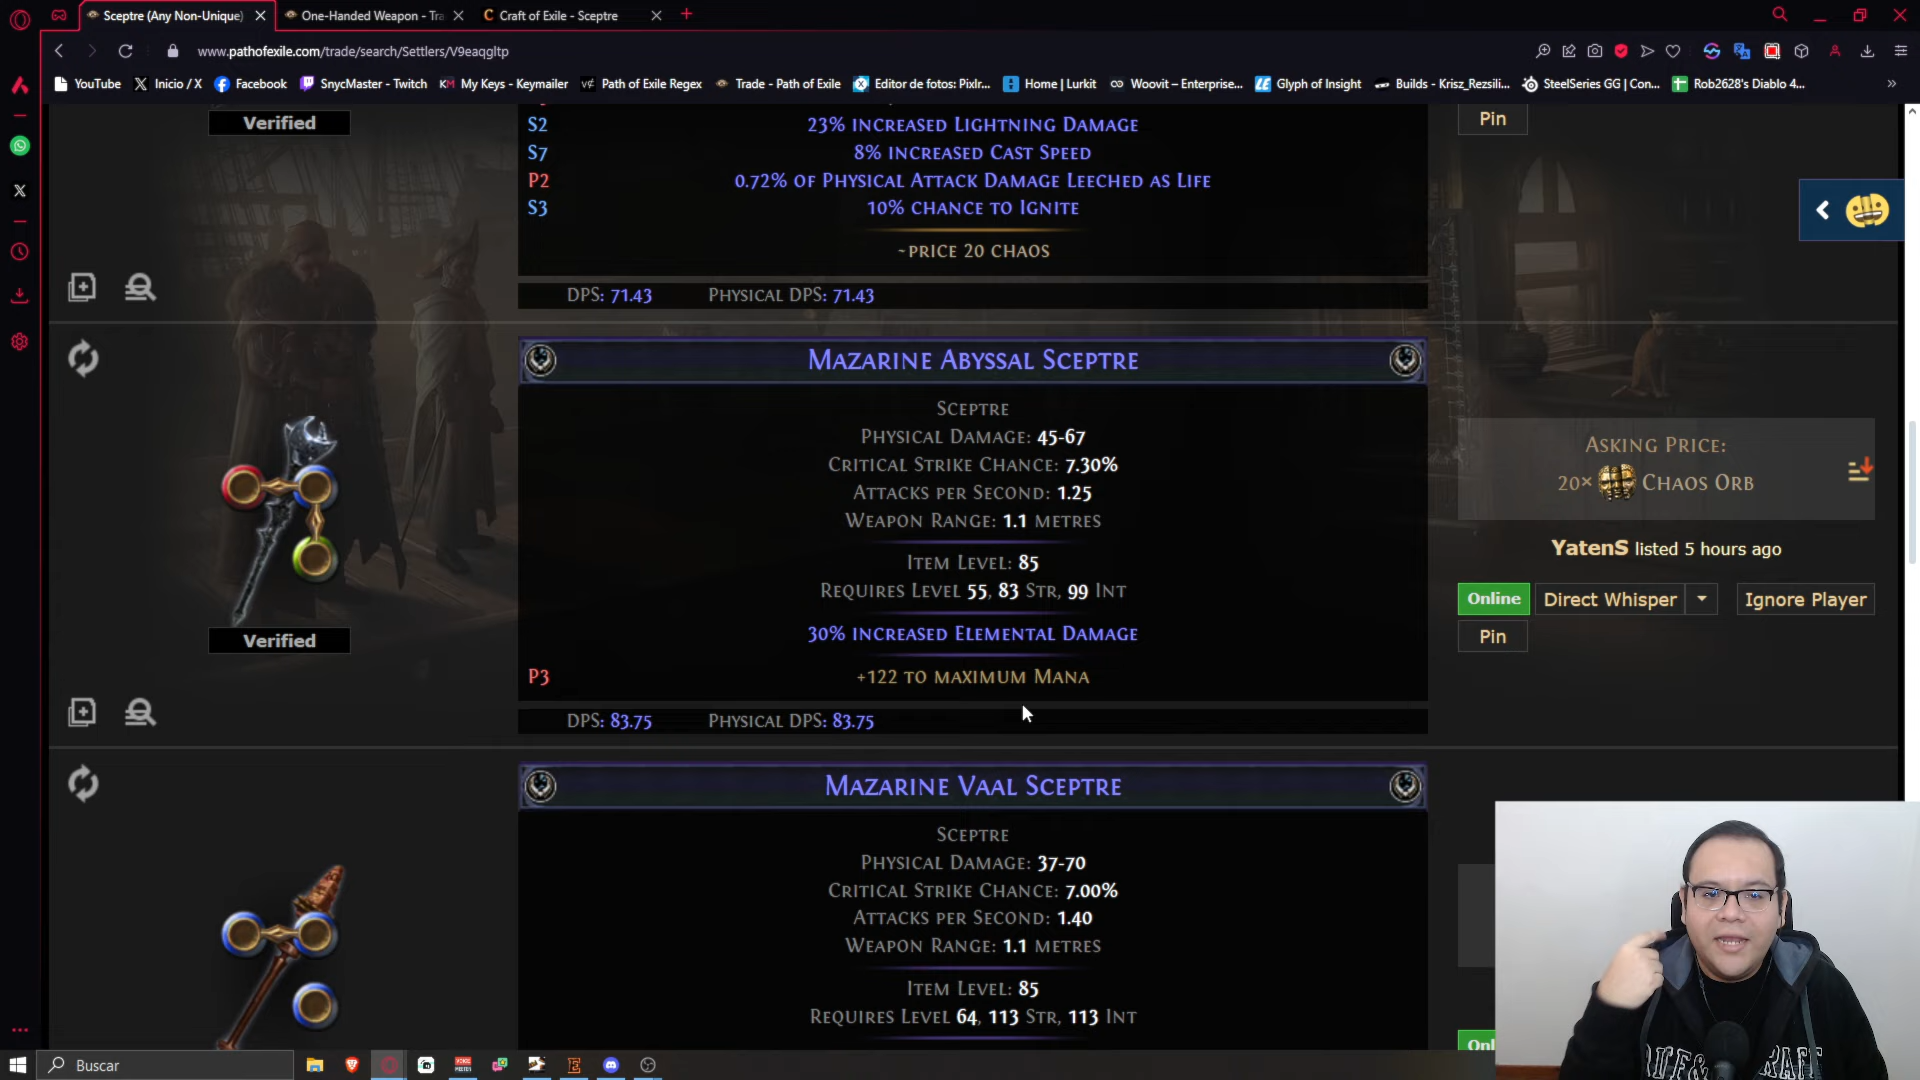 Sceptre (Any Non-Unique)
One-Handed Weapon - Tra
Craft of Exile - Sceptre
www.pathofexile.com/trade/search/Settlers/V9eaqgltp
YouTube
Inicio / X
Facebook
SnycMaster - Twitch
My Keys - Keymailer
Path of Exile Regex
Trade - Path of Exile
Editor de fotos: Pixlr...
Home | Lurkit
Woovit – Enterprise...
Glyph of Insight
Builds - Krisz_Rezsili...
SteelSeries GG | Con...
Rob2628's Diablo 4...
Verified
S2 23% increased Lightning Damage
S7 8% increased Cast Speed
P2 0.72% of Physical Attack Damage Leeched as Life
S3 10% chance to Ignite
~price 20 chaos
DPS: 71.43 Physical DPS: 71.43
Pin
Mazarine Abyssal Sceptre
Sceptre
Physical Damage: 45-67
Critical Strike Chance: 7.30%
Attacks per Second: 1.25
Weapon Range: 1.1 metres
Item Level: 85
Requires Level 55, 83 Str, 99 Int
30% increased Elemental Damage
P3 +122 to maximum Mana
DPS: 83.75 Physical DPS: 83.75
Verified
Asking Price:
20× Chaos Orb
YatenS listed 5 hours ago
Online Direct Whisper Ignore Player
Pin
Mazarine Vaal Sceptre
Sceptre
Physical Damage: 37-70
Critical Strike Chance: 7.00%
Attacks per Second: 1.40
Weapon Range: 1.1 metres
Item Level: 85
Requires Level 64, 113 Str, 113 Int
Buscar